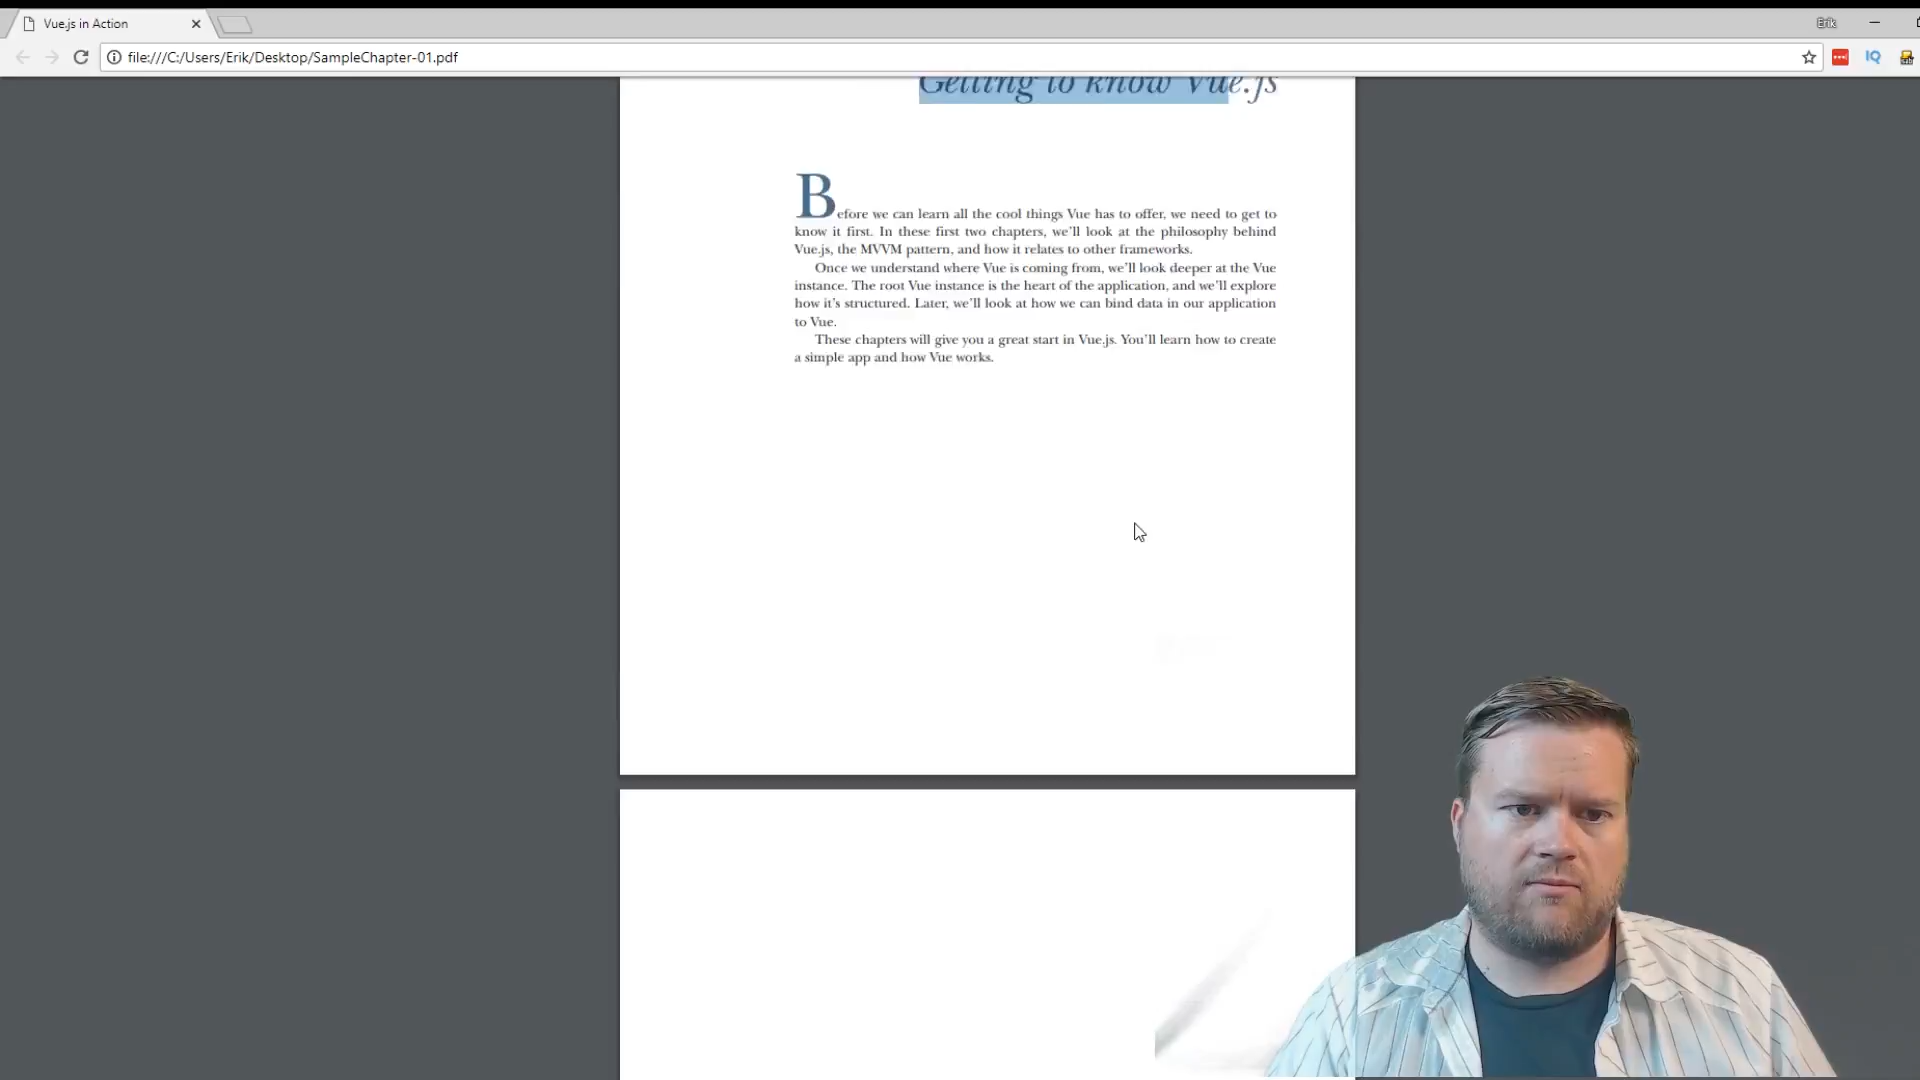 Vue.js in Action
Erik
file:///C:/Users/Erik/Desktop/SampleChapter-01.pdf
IQ
Getting to know Vue.js
Before we can learn all the cool things Vue has to offer, we need to get to
know it first. In these first two chapters, we'll look at the philosophy behind
Vue.js, the MVVM pattern, and how it relates to other frameworks.
Once we understand where Vue is coming from, we'll look deeper at the Vue
instance. The root Vue instance is the heart of the application, and we'll explore
how it's structured. Later, we'll look at how we can bind data in our application
to Vue.
These chapters will give you a great start in Vue.js. You'll learn how to create
a simple app and how Vue works.